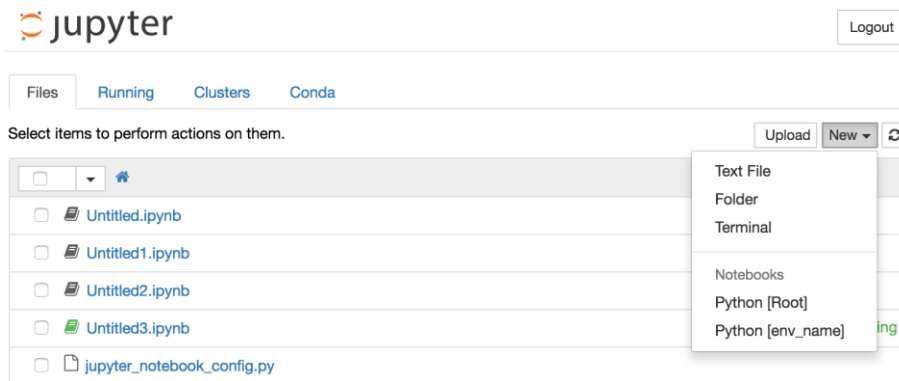 jupyter
Logout
Files Running Clusters Conda
Select items to perform actions on them.
Upload New
Text File
Folder
Terminal
Notebooks
Python [Root]
Python [env_name]
Untitled.ipynb
Untitled1.ipynb
Untitled2.ipynb
Untitled3.ipynb ing
jupyter_notebook_config.py